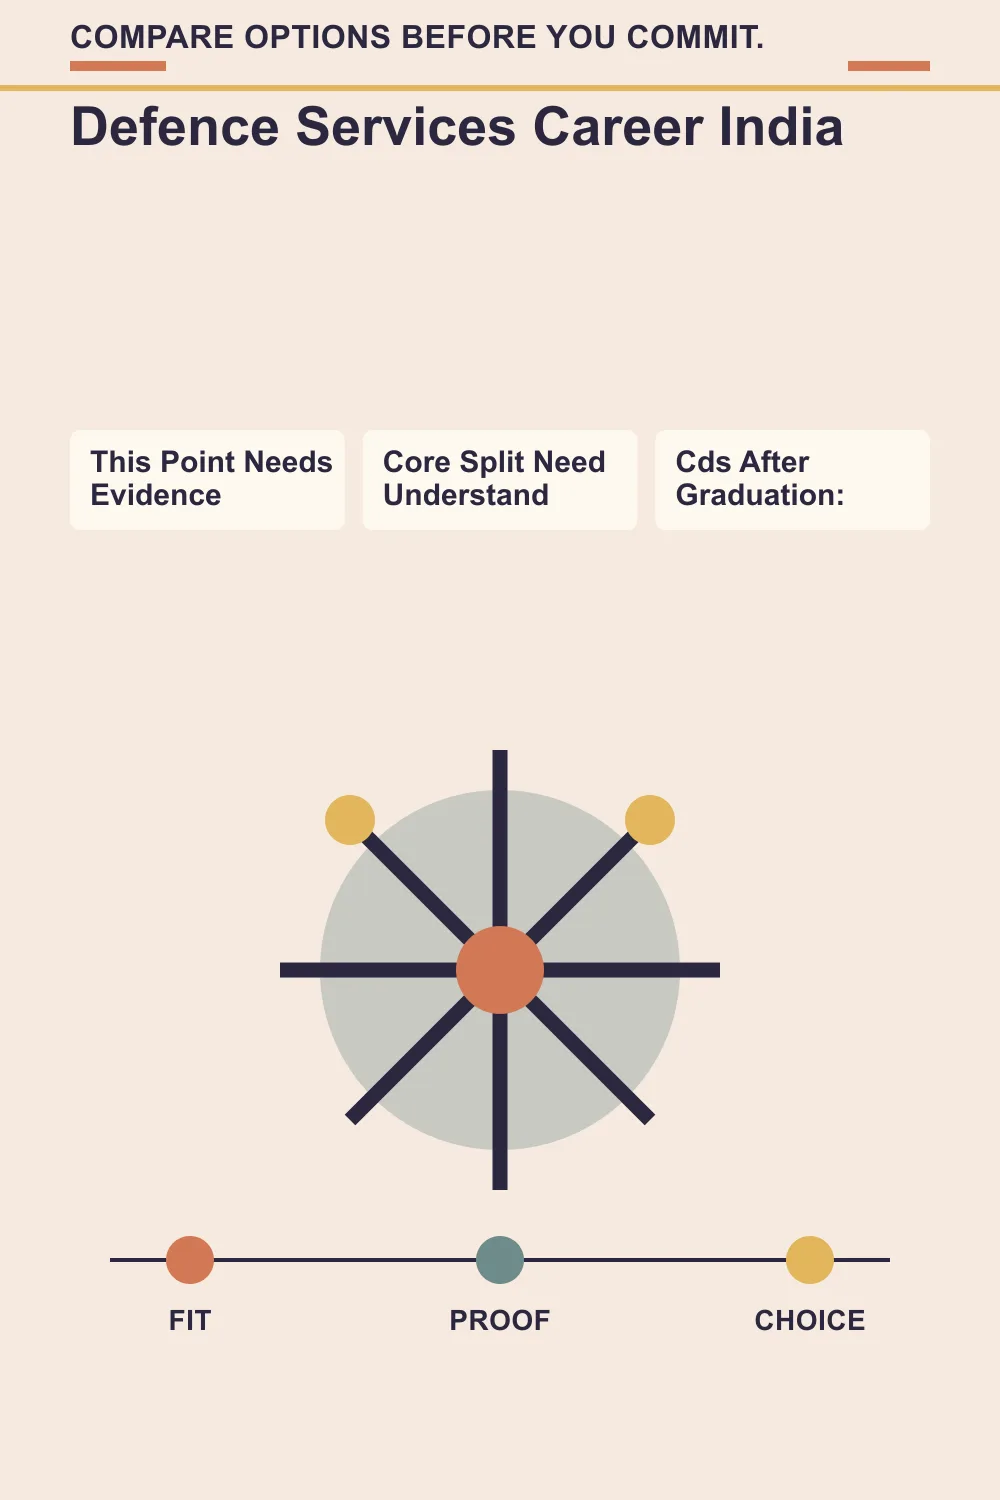 COMPARE OPTIONS BEFORE YOU COMMIT.
Defence Services Career India
This Point Needs
Evidence
Core Split Need
Understand
Cds After
Graduation:
FIT
PROOF
CHOICE